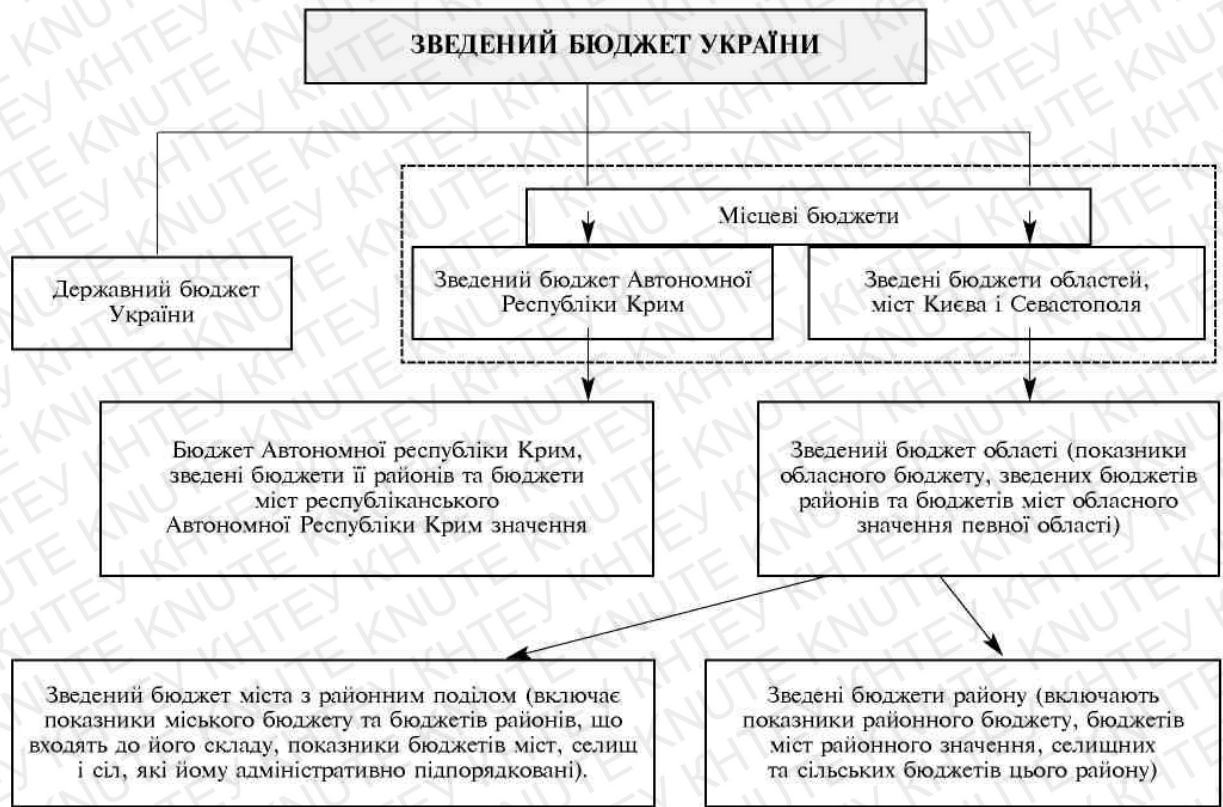 ЗВЕДЕНИЙ БЮДЖЕТ УКРАЇНИ
Місцеві бюджети
Державний бюджет
України
Зведений бюджет Автономної
Республіки Крим
Зведені бюджети областей,
міст Києва і Севастополя
Бюджет Автономної республіки Крим,
зведені бюджети її районів та бюджети
міст республіканського
Автономної Республіки Крим значення
Зведений бюджет області (показники
обласного бюджету, зведених бюджетів
районів та бюджетів міст обласного
значення певної області)
Зведений бюджет міста з районним поділом (включає
показники міського бюджету та бюджетів районів, що
входять до його складу, показники бюджетів міст, селищ
і сіл, які йому адміністративно підпорядковані).
Зведені бюджети району (включають
показники районного бюджету, бюджетів
міст районного значення, селищних
та сільських бюджетів цього району)